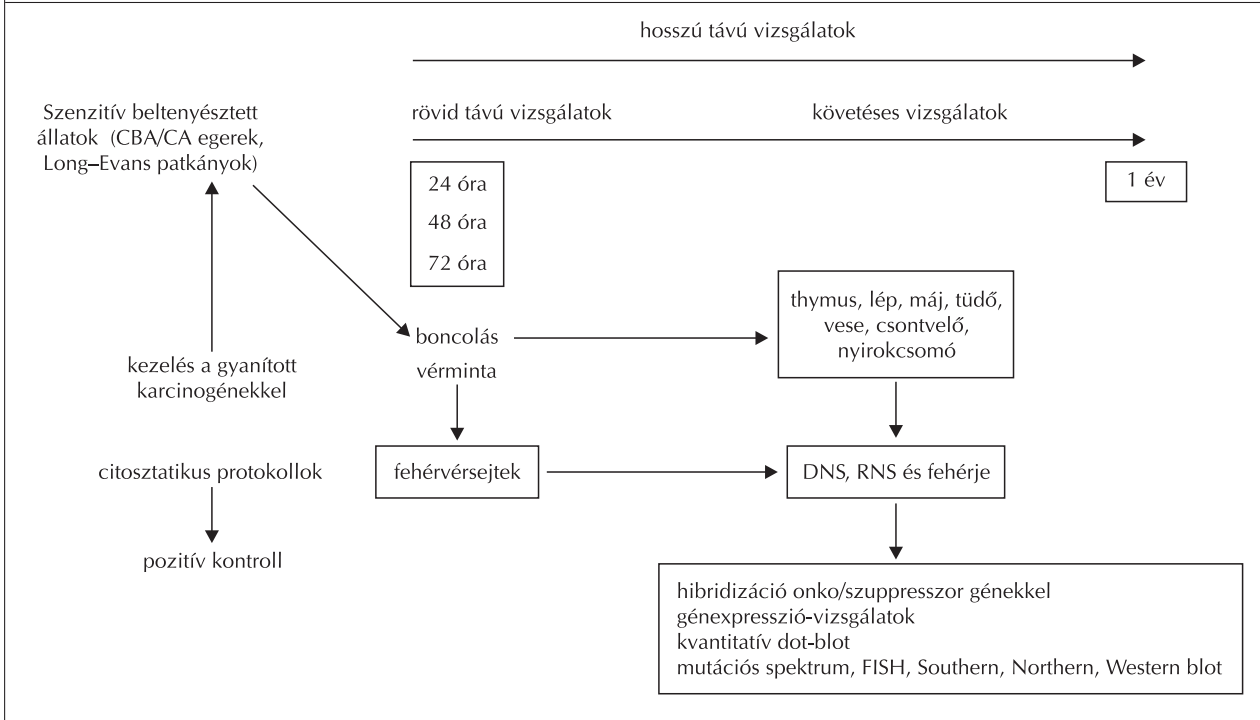 hosszú távú vizsgálatok
Szenzitív beltenyésztett
állatok (CBA/CA egerek,
Long–Evans patkányok)
rövid távú vizsgálatok
követéses vizsgálatok
24 óra
48 óra
72 óra
1 év
boncolás
vérminta
thymus, lép, máj, tüdő,
vese, csontvelő,
nyirokcsomó
kezelés a gyanított
karcinogénekkel
citosztatikus protokollok
fehérvérsejtek
DNS, RNS és fehérje
pozitív kontroll
hibridizáció onko/szuppresszor génekkel
génexpresszió-vizsgálatok
kvantitatív dot-blot
mutációs spektrum, FISH, Southern, Northern, Western blot